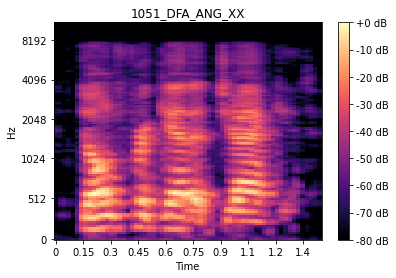 1051_DFA_ANG_XX
8192
4096
2048
1024
512
0
Hz
0 0.15 0.3 0.45 0.6 0.75 0.9 1.1 1.2 1.4
Time
+0 dB
-10 dB
-20 dB
-30 dB
-40 dB
-50 dB
-60 dB
-70 dB
-80 dB